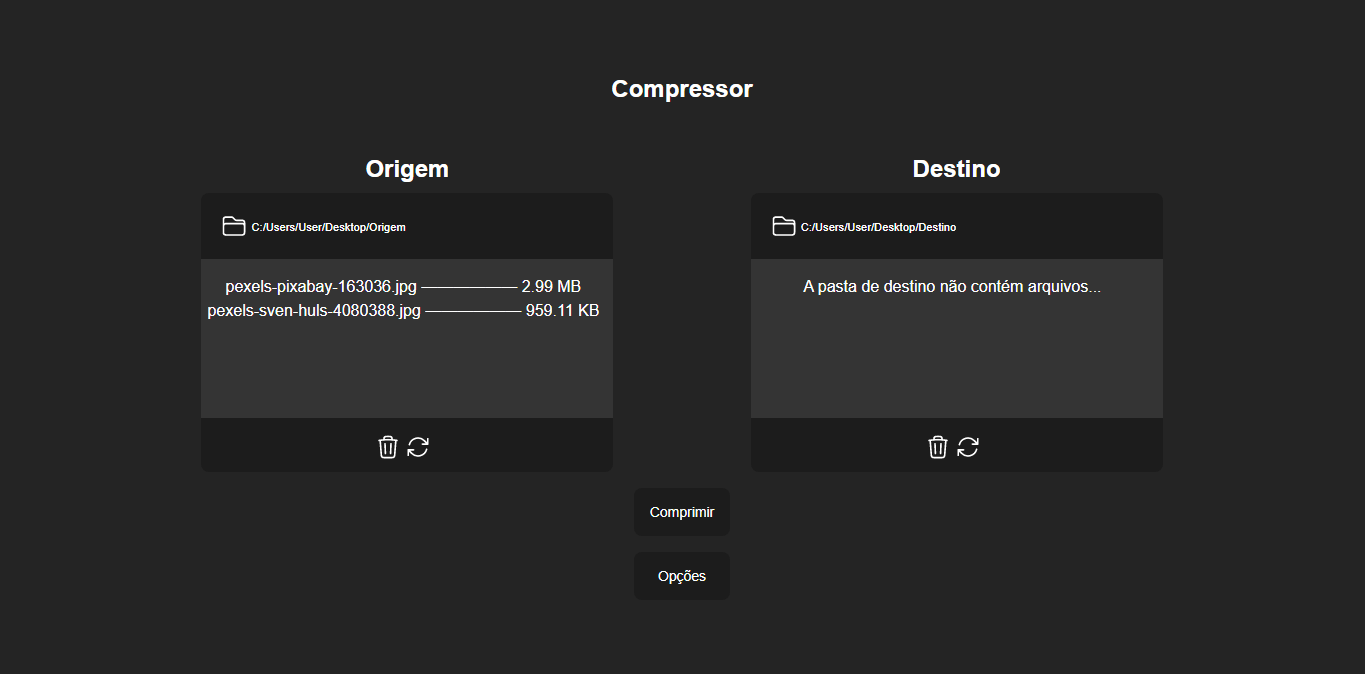 Compressor
Origem
C:/Users/User/Desktop/Origem
pexels-pixabay-163036.jpg —————— 2.99 MB
pexels-sven-huls-4080388.jpg —————— 959.11 KB
Destino
C:/Users/User/Desktop/Destino
A pasta de destino não contém arquivos...
Comprimir
Opções